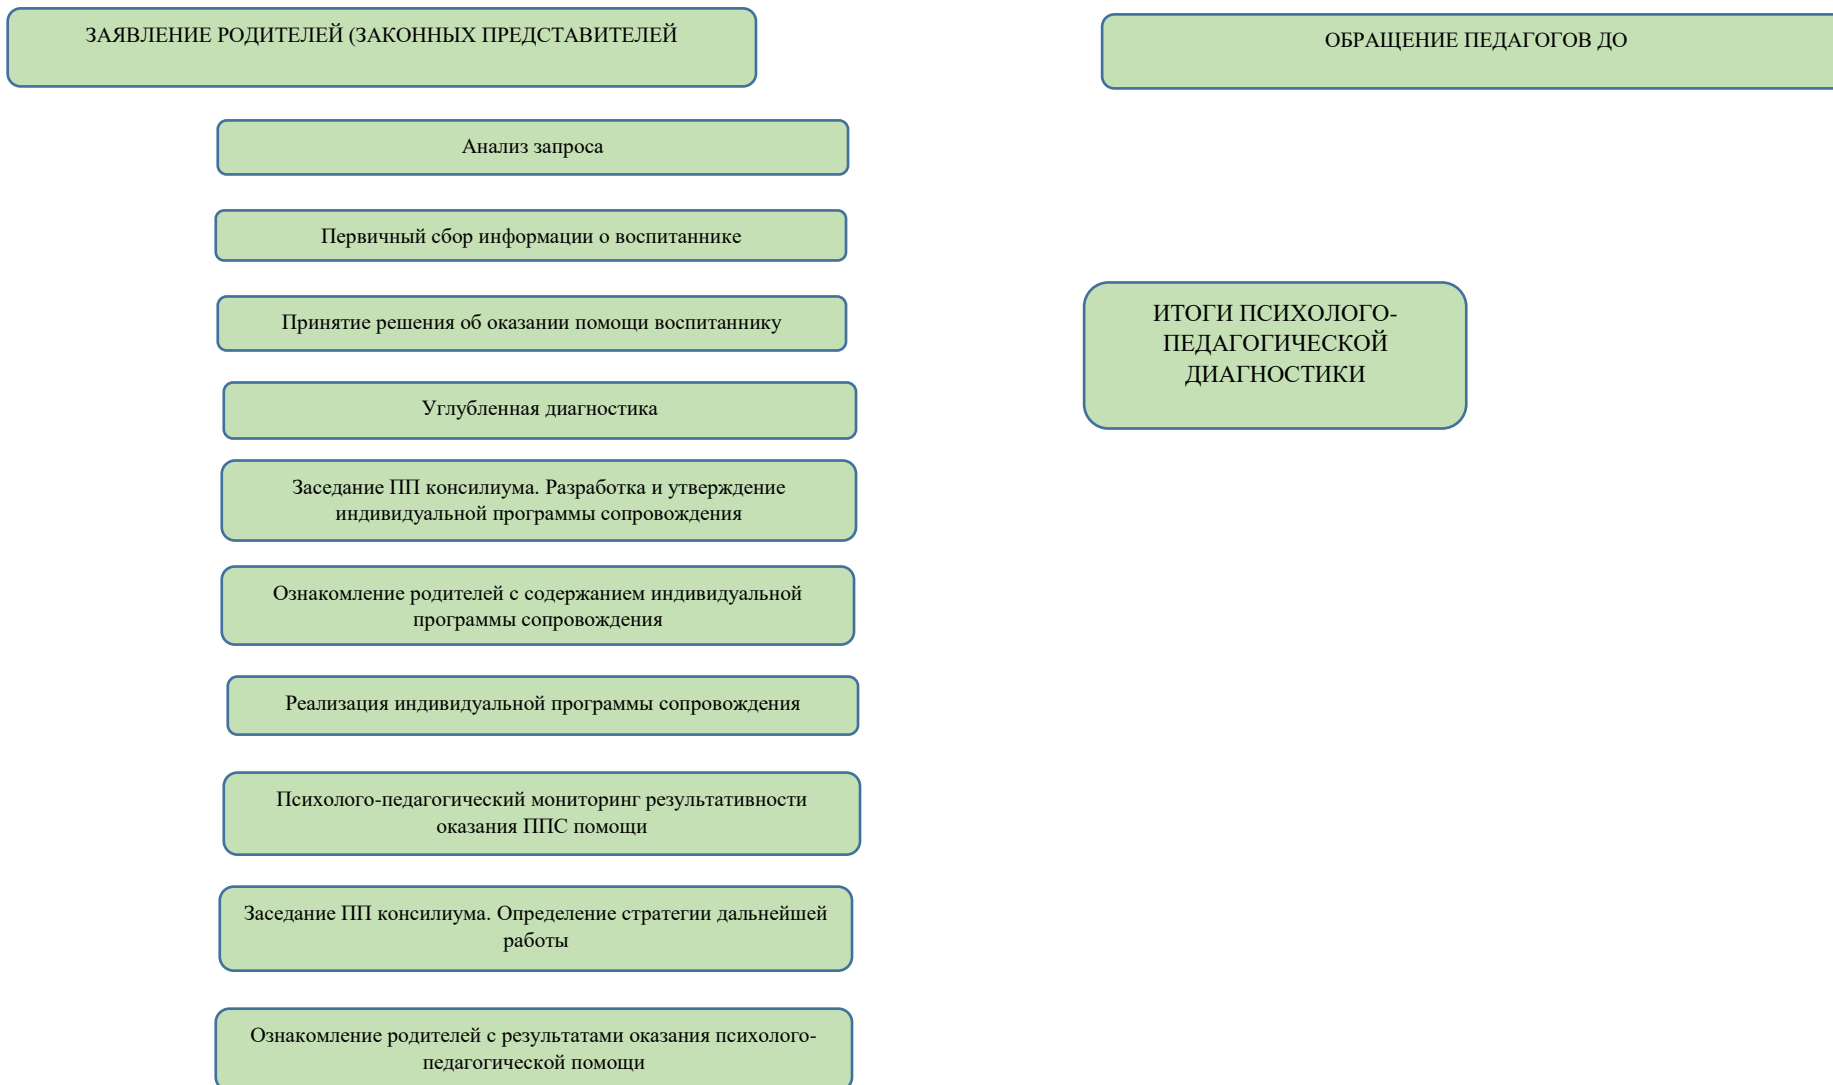 ЗАЯВЛЕНИЕ РОДИТЕЛЕЙ (ЗАКОННЫХ ПРЕДСТАВИТЕЛЕЙ
ОБРАЩЕНИЕ ПЕДАГОГОВ ДО
Анализ запроса
Первичный сбор информации о воспитаннике
Принятие решения об оказании помощи воспитаннику
Углубленная диагностика
Заседание ПП консилиума. Разработка и утверждение
индивидуальной программы сопровождения
Ознакомление родителей с содержанием индивидуальной
программы сопровождения
Реализация индивидуальной программы сопровождения
Психолого-педагогический мониторинг результативности
оказания ППС помощи
Заседание ПП консилиума. Определение стратегии дальнейшей
работы
Ознакомление родителей с результатами оказания психолого-
педагогической помощи
ИТОГИ ПСИХОЛОГО-
ПЕДАГОГИЧЕСКОЙ
ДИАГНОСТИКИ